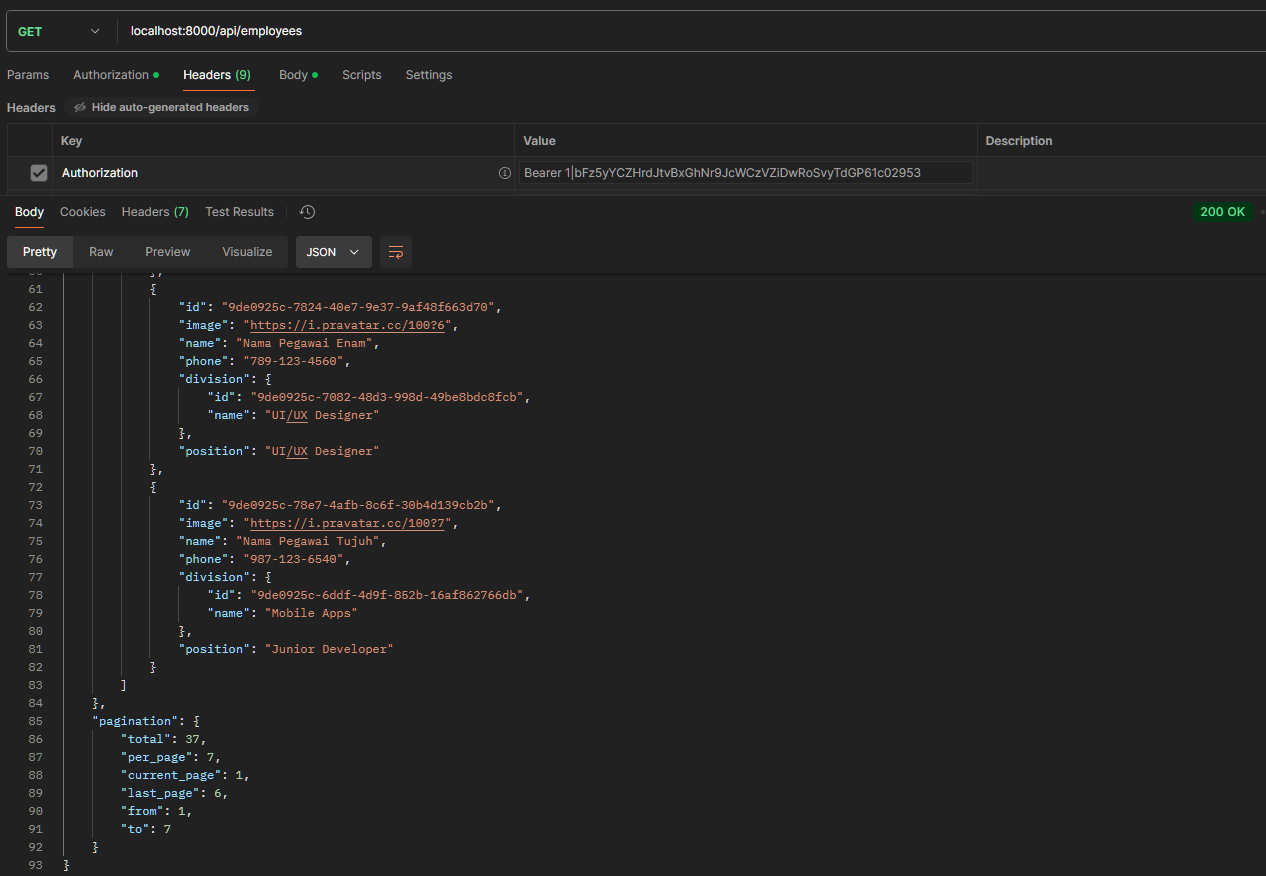 GET localhost:8000/api/employees
Params Authorization Headers (9) Body Scripts Settings
Headers Hide auto-generated headers
Key Value Description
Authorization Bearer 1|bFz5yYCZHrdJtvBxGhNr9JcWCzVZiDwRoSvyTdGP61c02953
Body Cookies Headers (7) Test Results 200 OK
Pretty Raw Preview Visualize JSON
60 },
61 {
62 "id": "9de0925c-7824-40e7-9e37-9af48f663d70",
63 "image": "https://i.pravatar.cc/100?6",
64 "name": "Nama Pegawai Enam",
65 "phone": "789-123-4560",
66 "division": {
67 "id": "9de0925c-7082-48d3-998d-49be8bdc8fcb",
68 "name": "UI/UX Designer"
69 },
70 "position": "UI/UX Designer"
71 },
72 {
73 "id": "9de0925c-78e7-4afb-8c6f-30b4d139cb2b",
74 "image": "https://i.pravatar.cc/100?7",
75 "name": "Nama Pegawai Tujuh",
76 "phone": "987-123-6540",
77 "division": {
78 "id": "9de0925c-6ddf-4d9f-852b-16af862766db",
79 "name": "Mobile Apps"
80 },
81 "position": "Junior Developer"
82 }
83 ]
84 },
85 "pagination": {
86 "total": 37,
87 "per_page": 7,
88 "current_page": 1,
89 "last_page": 6,
90 "from": 1,
91 "to": 7
92 }
93 }